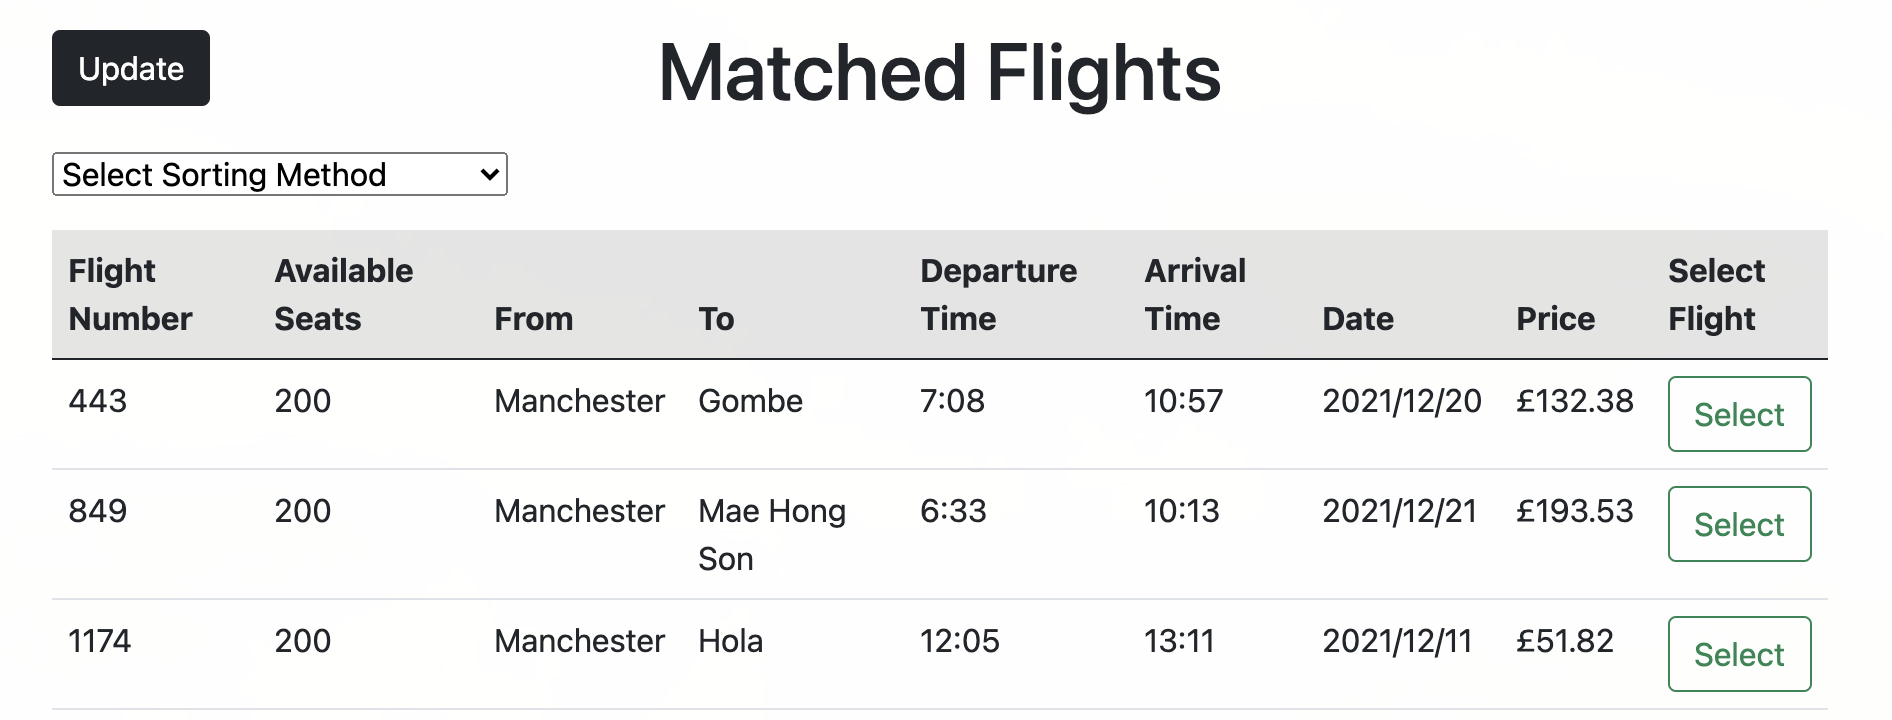 Update
Matched Flights
Select Sorting Method
Flight Number Available Seats From To Departure Time Arrival Time Date Price Select Flight
443 200 Manchester Gombe 7:08 10:57 2021/12/20 £132.38 Select
849 200 Manchester Mae Hong Son 6:33 10:13 2021/12/21 £193.53 Select
1174 200 Manchester Hola 12:05 13:11 2021/12/11 £51.82 Select